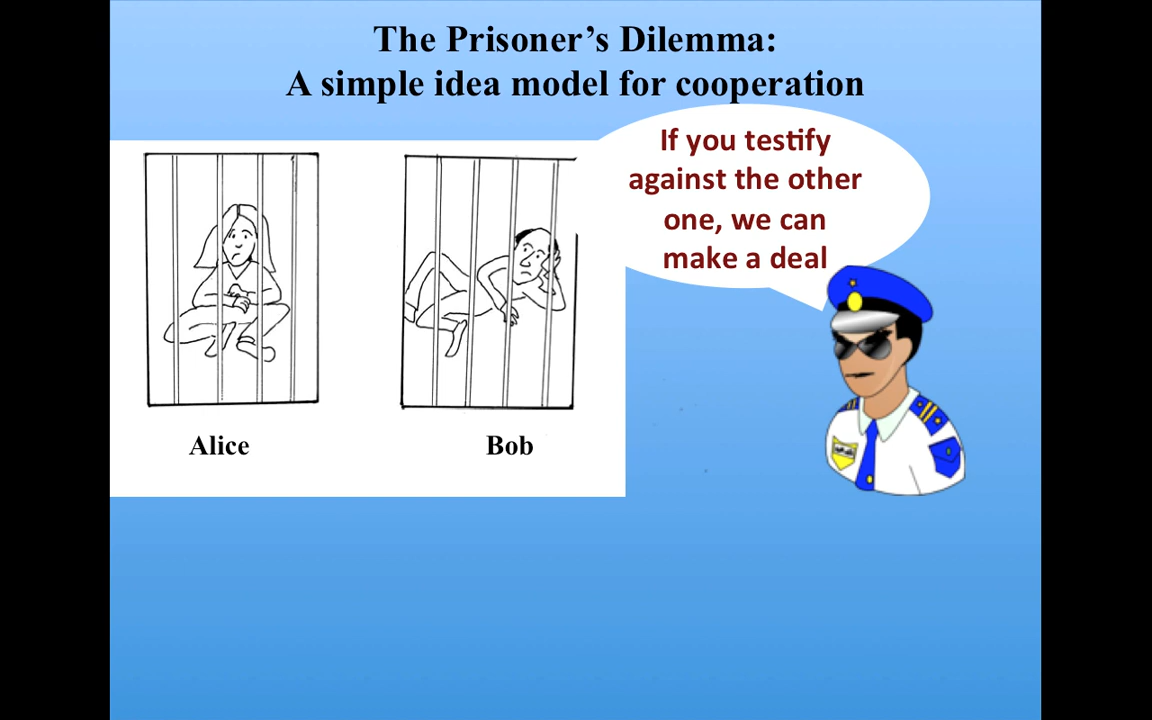 The Prisoner’s Dilemma:
A simple idea model for cooperation
If you testify
against the other
one, we can
make a deal
Alice
Bob